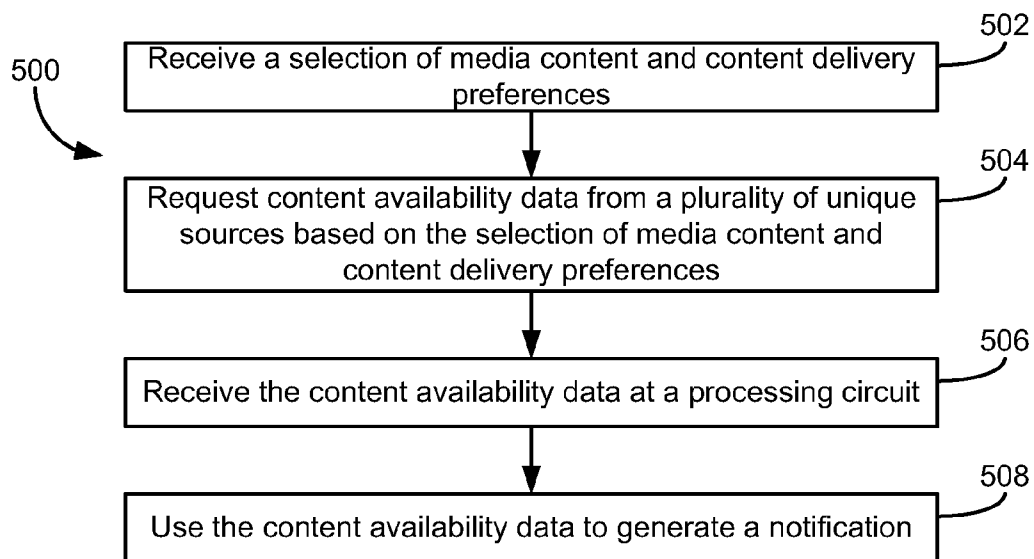 500
502
Receive a selection of media content and content delivery
preferences
504
Request content availability data from a plurality of unique
sources based on the selection of media content and
content delivery preferences
506
Receive the content availability data at a processing circuit
508
Use the content availability data to generate a notification